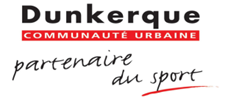 Dunkerque
COMMUNAUTÉ URBAINE
partenaire
du sport